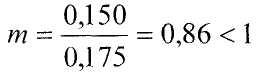 m = 0,150/0,175 = 0,86 < 1